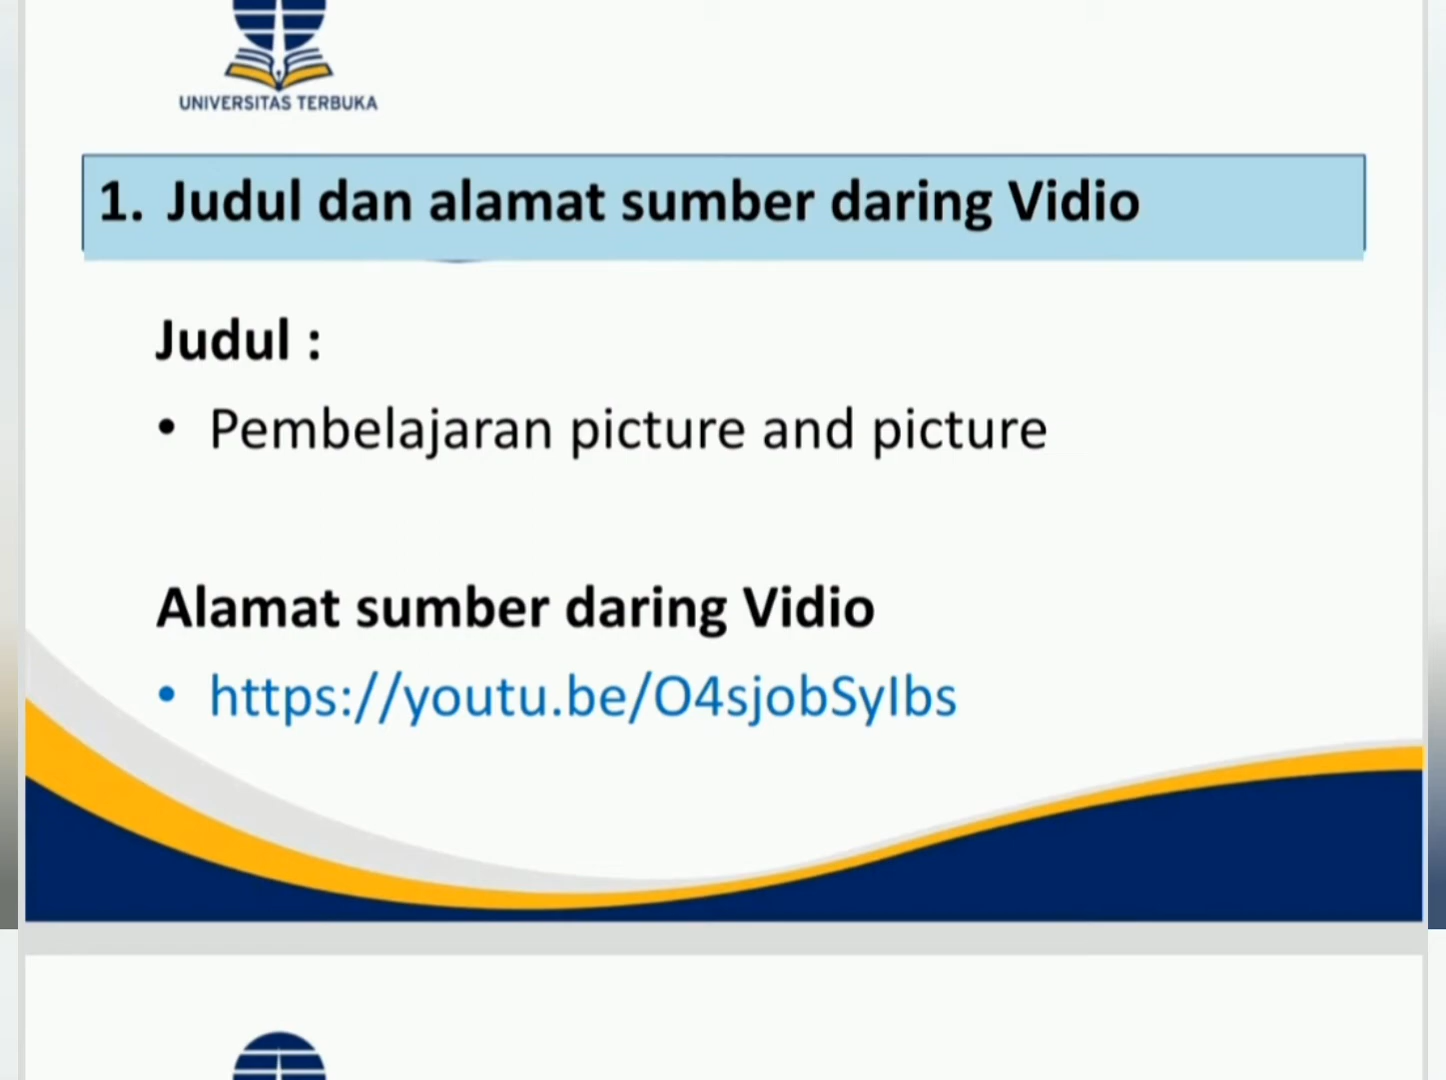 UNIVERSITAS TERBUKA
1. Judul dan alamat sumber daring Vidio
Judul :
• Pembelajaran picture and picture
Alamat sumber daring Vidio
• https://youtu.be/O4sjobSyIbs